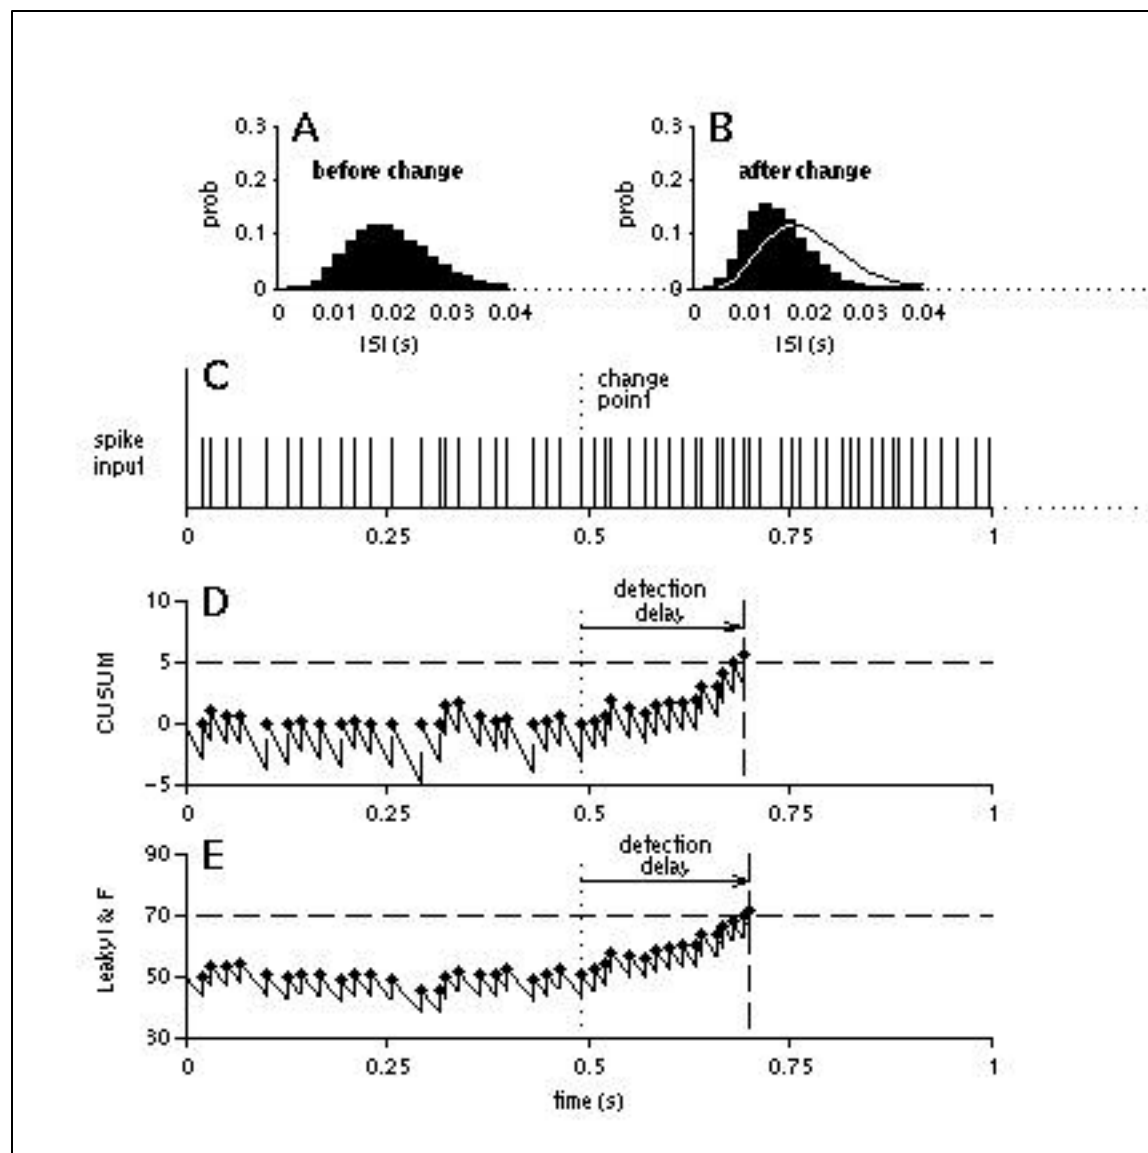 A
B
0.3
before change
0.2
prob
0.1
0
0 0.01 0.02 0.03 0.04
ISI (s)
0.3
after change
0.2
prob
0.1
0
0 0.01 0.02 0.03 0.04
ISI (s)
C
change
point
spike
input
0 0.25 0.5 0.75 1
D
detection
delay
10
5
0
-5
CUSUM
0 0.25 0.5 0.75 1
E
detection
delay
90
70
50
30
Leaky I & F
0 0.25 0.5 0.75 1
time (s)